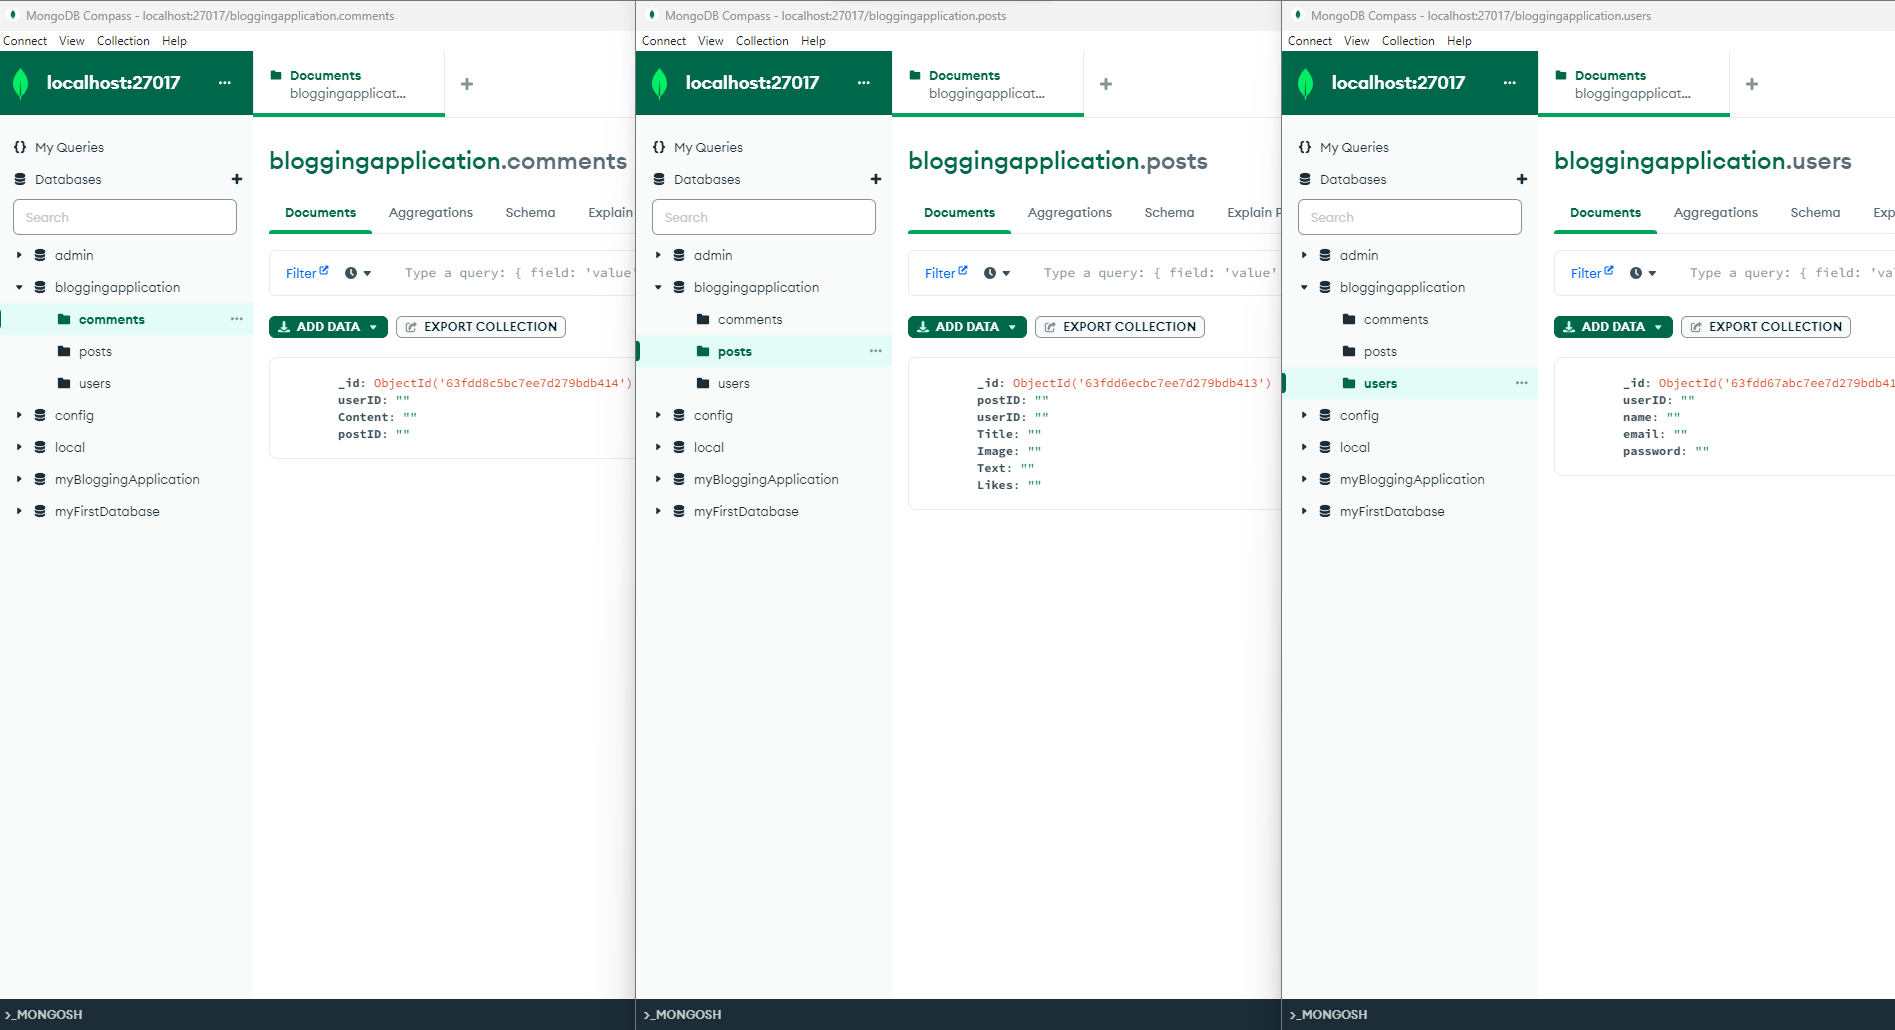 MongoDB Compass - localhost:27017/bloggingapplication.comments
Connect View Collection Help
localhost:27017 ...
Documents
bloggingapplicat...
My Queries
Databases
Search
admin
bloggingapplication
comments
posts
users
config
local
myBloggingApplication
myFirstDatabase
bloggingapplication.comments
Documents Aggregations Schema Explain
Filter Type a query: { field: 'value'
ADD DATA EXPORT COLLECTION
_id: ObjectId('63fdd8c5bc7ee7d279bdb414')
userID: ""
Content: ""
postID: ""
>_MONGOSH
MongoDB Compass - localhost:27017/bloggingapplication.posts
Connect View Collection Help
localhost:27017 ...
Documents
bloggingapplicat...
My Queries
Databases
Search
admin
bloggingapplication
comments
posts
users
config
local
myBloggingApplication
myFirstDatabase
bloggingapplication.posts
Documents Aggregations Schema Explain P
Filter Type a query: { field: 'value'
ADD DATA EXPORT COLLECTION
_id: ObjectId('63fdd6ecbc7ee7d279bdb413')
postID: ""
userID: ""
Title: ""
Image: ""
Text: ""
Likes: ""
>_MONGOSH
MongoDB Compass - localhost:27017/bloggingapplication.users
Connect View Collection Help
localhost:27017 ...
Documents
bloggingapplicat...
My Queries
Databases
Search
admin
bloggingapplication
comments
posts
users
config
local
myBloggingApplication
myFirstDatabase
bloggingapplication.users
Documents Aggregations Schema Exp
Filter Type a query: { field: 'va
ADD DATA EXPORT COLLECTION
_id: ObjectId('63fdd67abc7ee7d279bdb41
userID: ""
name: ""
email: ""
password: ""
>_MONGOSH